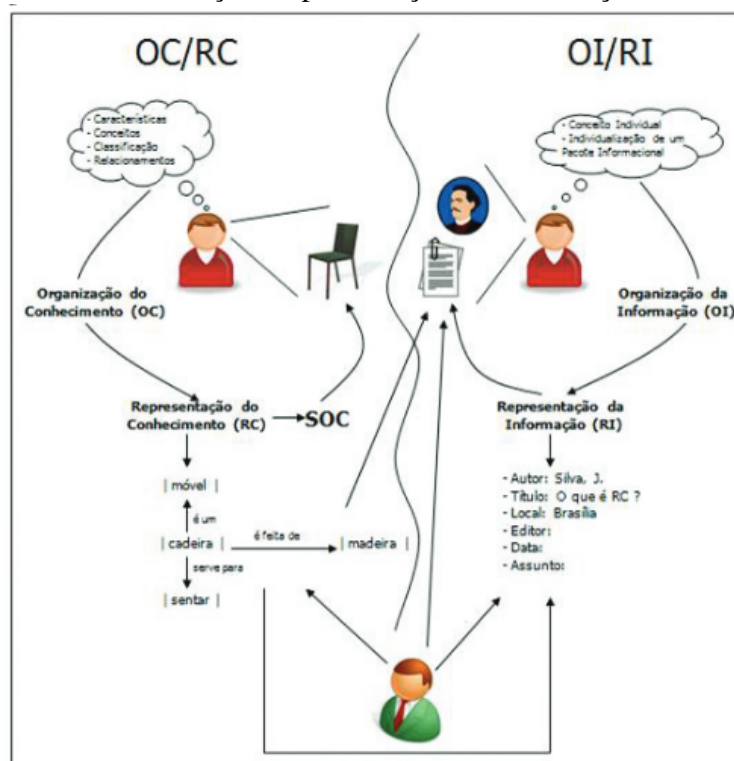 OC/RC
OI/RI
- Características
- Conceitos
- Classificação
- Relacionamentos
- Conceito Individual
- Individualização de um
Pacote Informacional
Organização do
Conhecimento (OC)
Organização da
Informação (OI)
Representação do
Conhecimento (RC)
SOC
Representação da
Informação (RI)
| móvel |
é um
| cadeira |
é feita de
| madeira |
serve para
| sentar |
- Autor: Silva, J.
- Título: O que é RC ?
- Local: Brasília
- Editor:
- Data:
- Assunto: